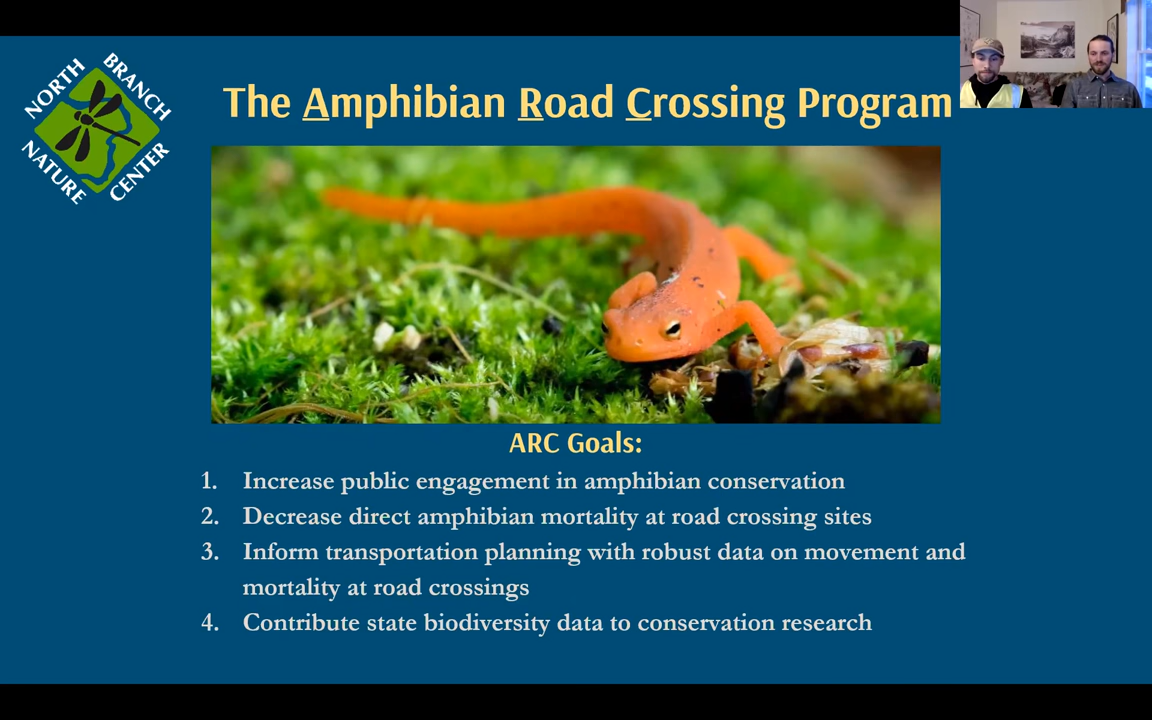 NORTH BRANCH
NATURE CENTER
The Amphibian Road Crossing Program
ARC Goals:
1. Increase public engagement in amphibian conservation
2. Decrease direct amphibian mortality at road crossing sites
3. Inform transportation planning with robust data on movement and
mortality at road crossings
4. Contribute state biodiversity data to conservation research